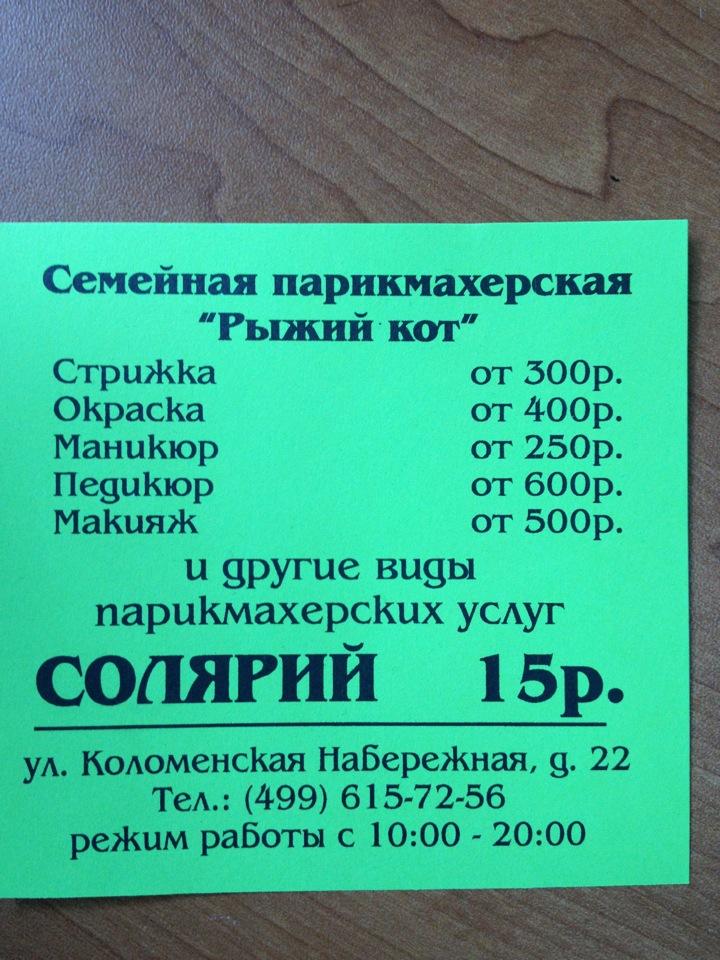 Семейная парикмахерская
"Рыжий кот"
Стрижка от 300р.
Окраска от 400р.
Маникюр от 250р.
Педикюр от 600р.
Макияж от 500р.
и другие виды
парикмахерских услуг
СОЛЯРИЙ 15р.
ул. Коломенская Набережная, д. 22
Тел.: (499) 615-72-56
режим работы с 10:00 - 20:00